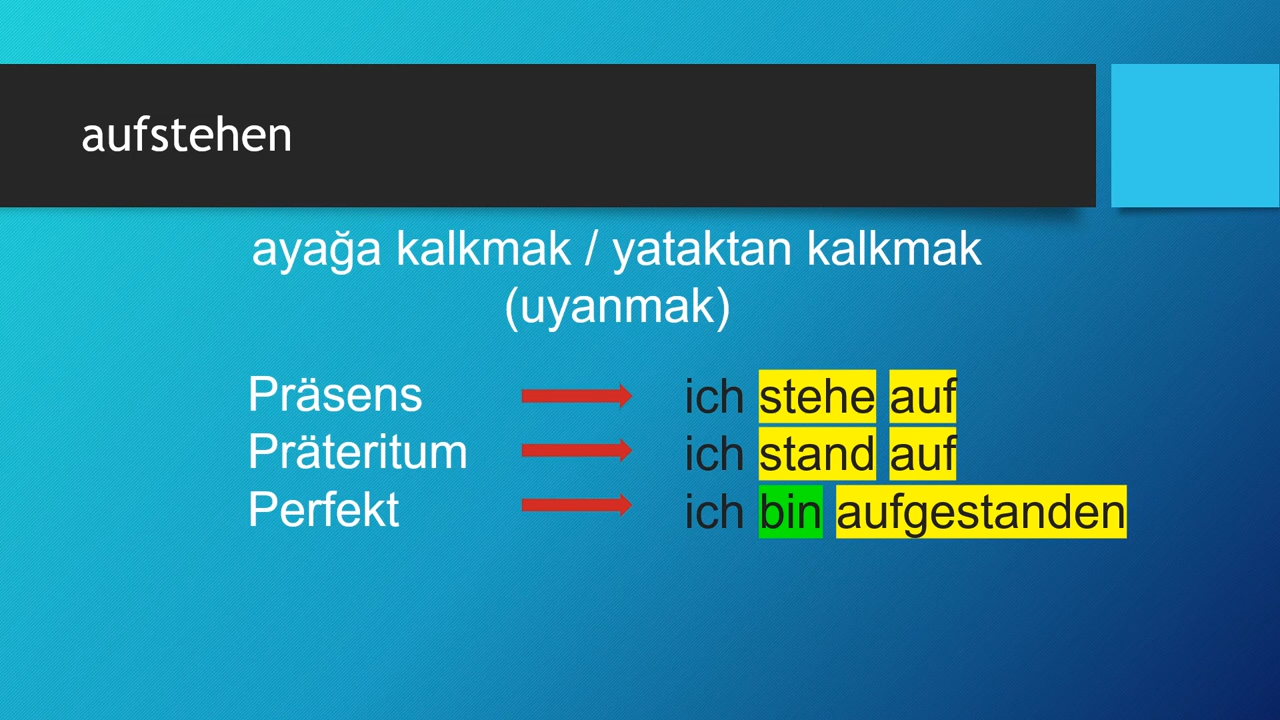 aufstehen
ayağa kalkmak / yataktan kalkmak
(uyanmak)
Präsens ich stehe auf
Präteritum ich stand auf
Perfekt ich bin aufgestanden